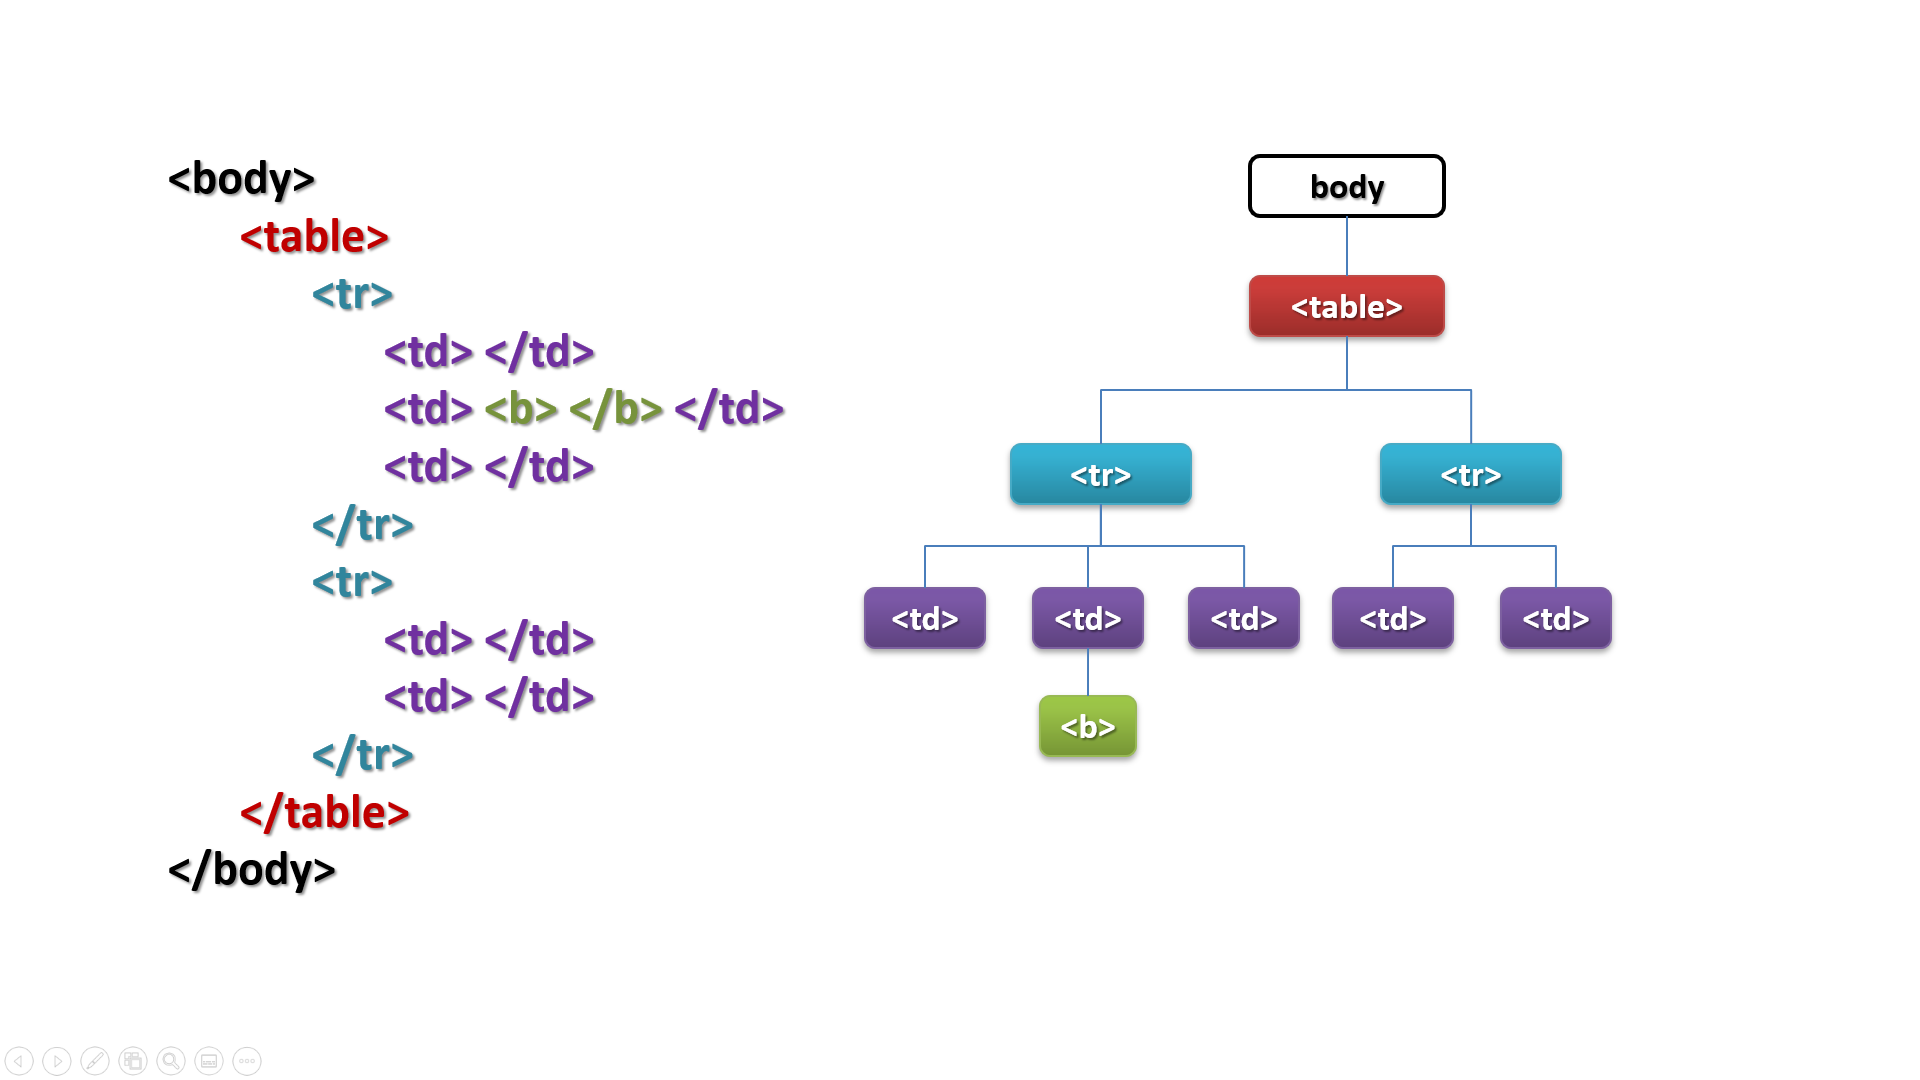 <body>
<table>
<tr>
<td> </td>
<td> <b> </b> </td>
<td> </td>
</tr>
<tr>
<td> </td>
<td> </td>
</tr>
</table>
</body>
body
<table>
<tr> <tr>
<td> <td> <td> <td> <td>
<b>